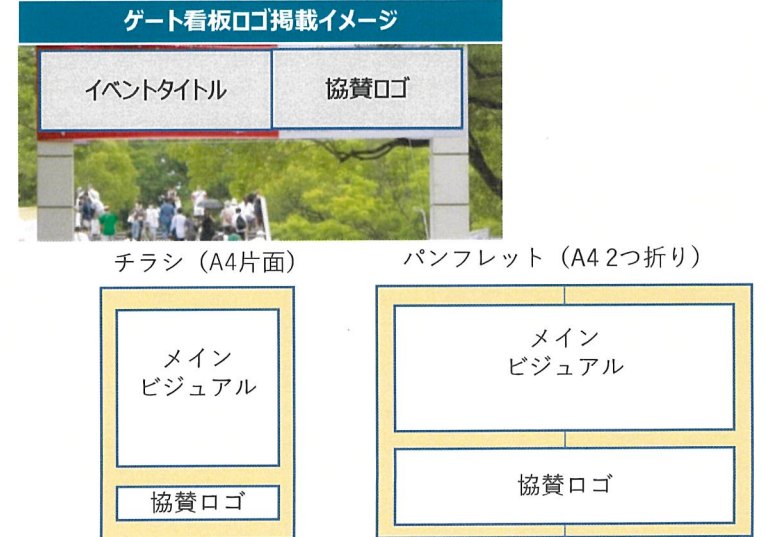 ゲート看板ロゴ掲載イメージ
イベントタイトル
協賛ロゴ
チラシ（A4片面）
メイン
ビジュアル
協賛ロゴ
パンフレット（A4 2つ折り）
メイン
ビジュアル
協賛ロゴ